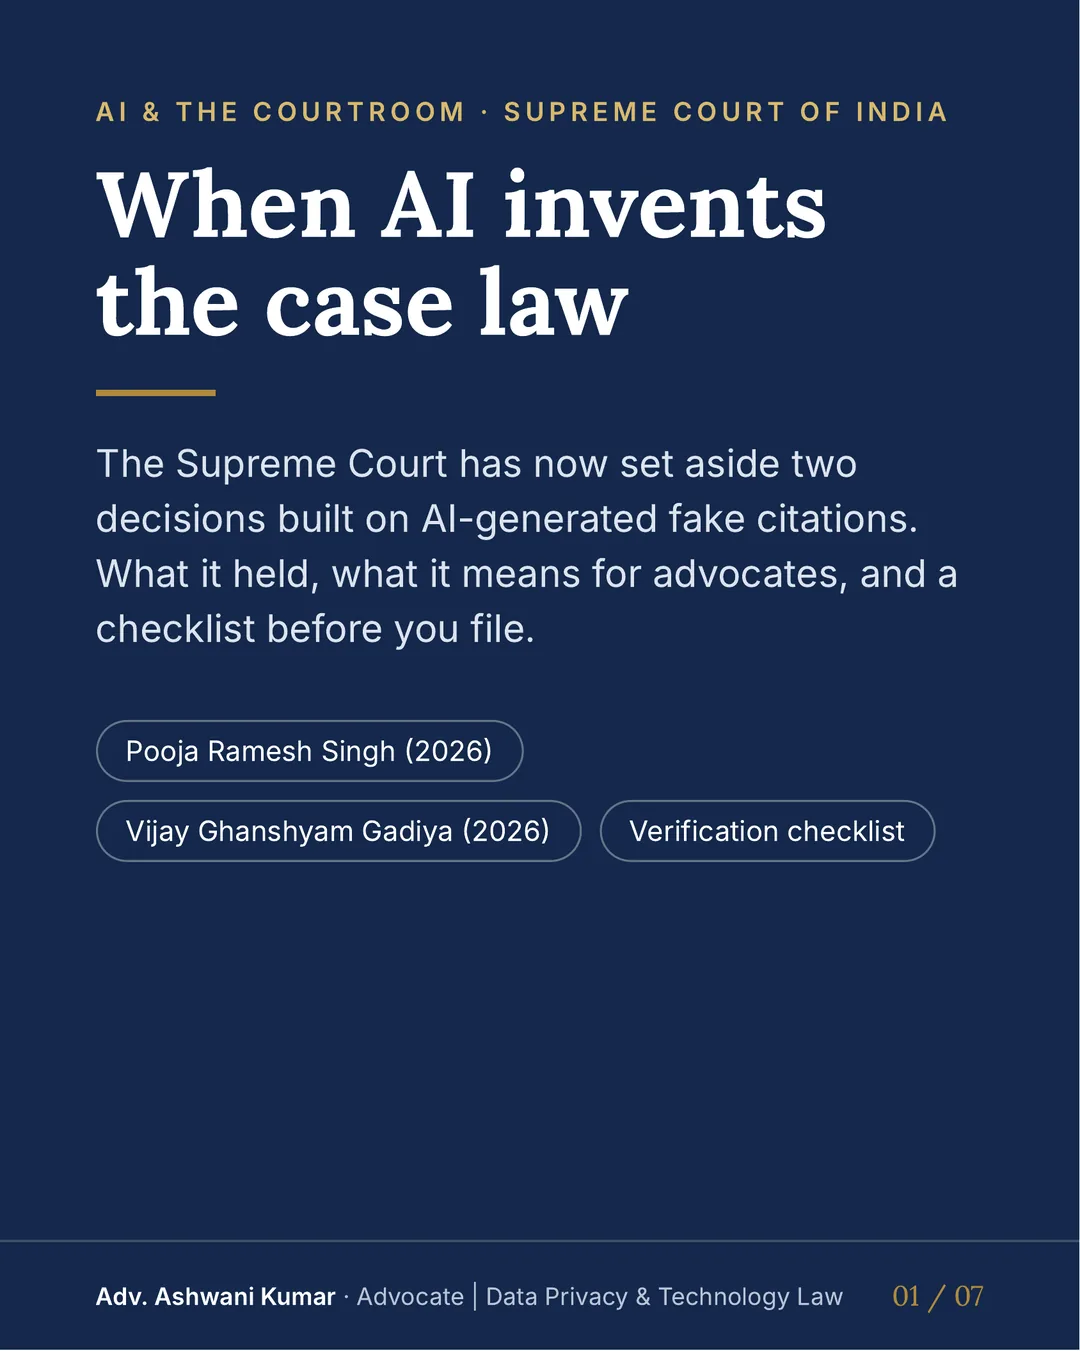 AI & THE COURTROOM · SUPREME COURT OF INDIA
When AI invents
the case law
The Supreme Court has now set aside two
decisions built on AI-generated fake citations.
What it held, what it means for advocates, and a
checklist before you file.
Pooja Ramesh Singh (2026)
Vijay Ghanshyam Gadiya (2026) Verification checklist
Adv. Ashwani Kumar · Advocate | Data Privacy & Technology Law 01 / 07